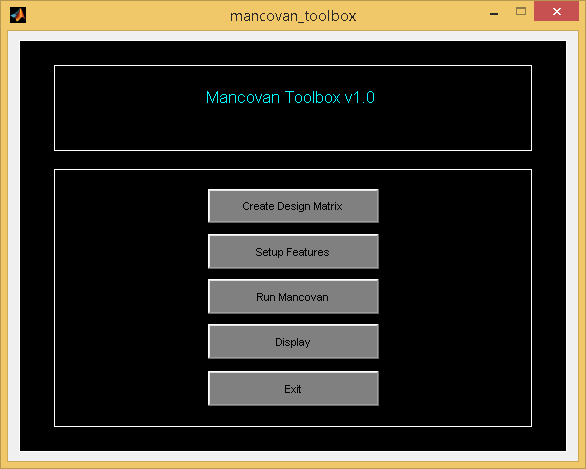 mancovan_toolbox
Mancovan Toolbox v1.0
Create Design Matrix
Setup Features
Run Mancovan
Display
Exit